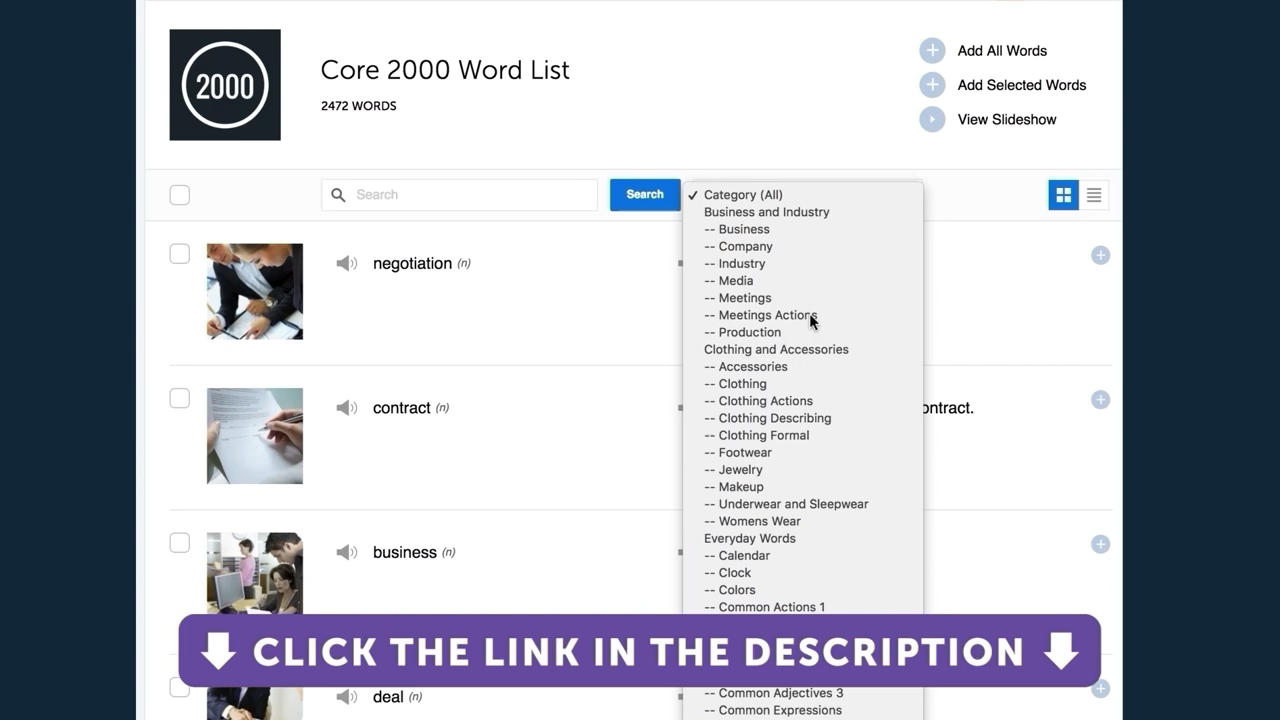 2000
Core 2000 Word List
2472 WORDS
Add All Words
Add Selected Words
View Slideshow
Search
Search
Category (All)
Business and Industry
-- Business
-- Company
-- Industry
-- Media
-- Meetings
-- Meetings Actions
-- Production
Clothing and Accessories
-- Accessories
-- Clothing
-- Clothing Actions
-- Clothing Describing
-- Clothing Formal
-- Footwear
-- Jewelry
-- Makeup
-- Underwear and Sleepwear
-- Womens Wear
Everyday Words
-- Calendar
-- Clock
-- Colors
-- Common Actions 1
-- Common Adjectives 3
-- Common Expressions
negotiation (n)
contract (n)
ontract.
business (n)
deal (n)
CLICK THE LINK IN THE DESCRIPTION